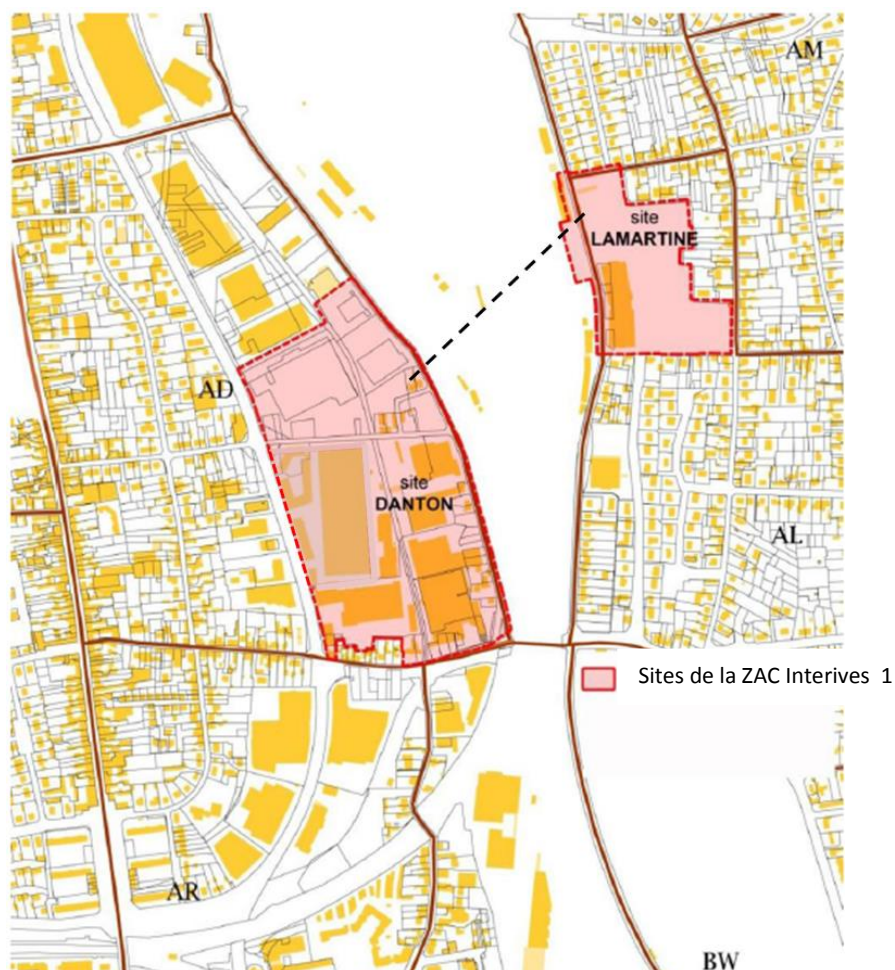 AM
site
LAMARTINE
AD
site
DANTON
AL
Sites de la ZAC Interives 1
AR
BW